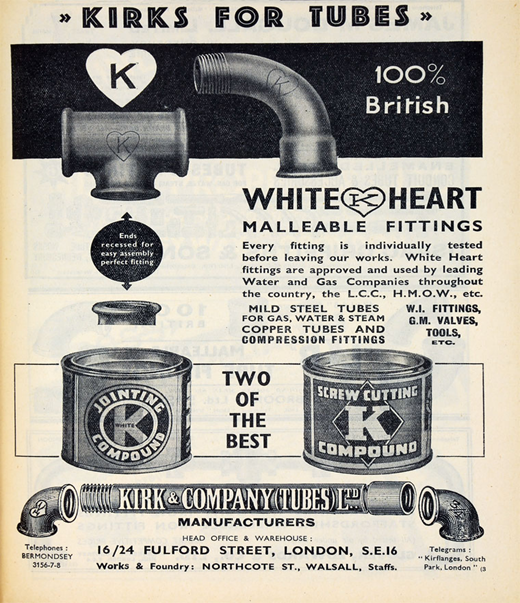 » KIRKS FOR TUBES »
K
100%
British
K
K
WHITE K HEART
MALLEABLE FITTINGS
Ends
recessed for
easy assembly
perfect fitting
Every fitting is individually tested
before leaving our works. White Heart
fittings are approved and used by leading
Water and Gas Companies throughout
the country, the L.C.C., H.M.O.W., etc.
MILD STEEL TUBES
FOR GAS, WATER & STEAM
COPPER TUBES AND
COMPRESSION FITTINGS
W.I. FITTINGS,
G.M. VALVES,
TOOLS,
ETC.
JOINTING
K
WHITE
COMPOUND
TWO
OF
THE
BEST
SCREW CUTTING
K
COMPOUND
KIRK & COMPANY (TUBES) LTD
MANUFACTURERS
HEAD OFFICE & WAREHOUSE :
16/24 FULFORD STREET, LONDON, S.E.16
Works & Foundry: NORTHCOTE ST., WALSALL, Staffs.
Telephones :
BERMONDSEY
3156-7-8
Telegrams :
"Kirflanges, South
Park, London" (3